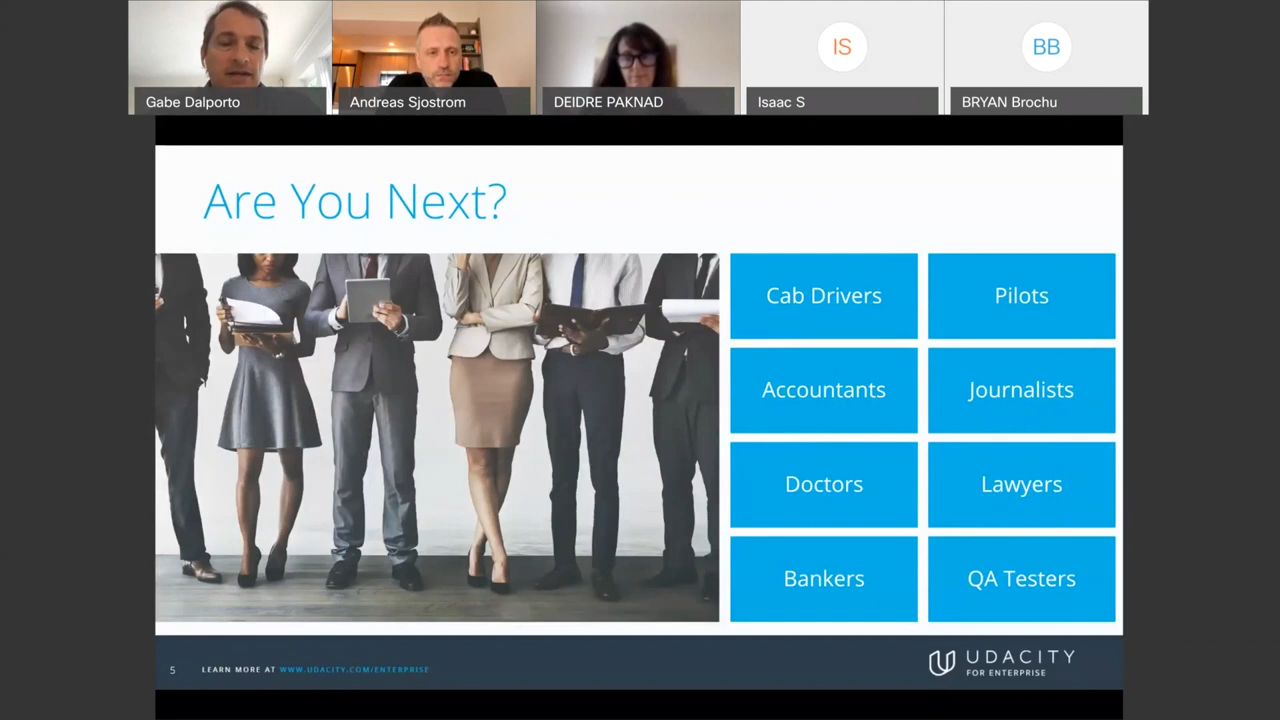 IS
BB
Gabe Dalporto
Andreas Sjostrom
DEIDRE PAKNAD
Isaac S
BRYAN Brochu
Are You Next?
Cab Drivers
Pilots
Accountants
Journalists
Doctors
Lawyers
Bankers
QA Testers
5
LEARN MORE AT WWW.UDACITY.COM/ENTERPRISE
UDACITY
FOR ENTERPRISE